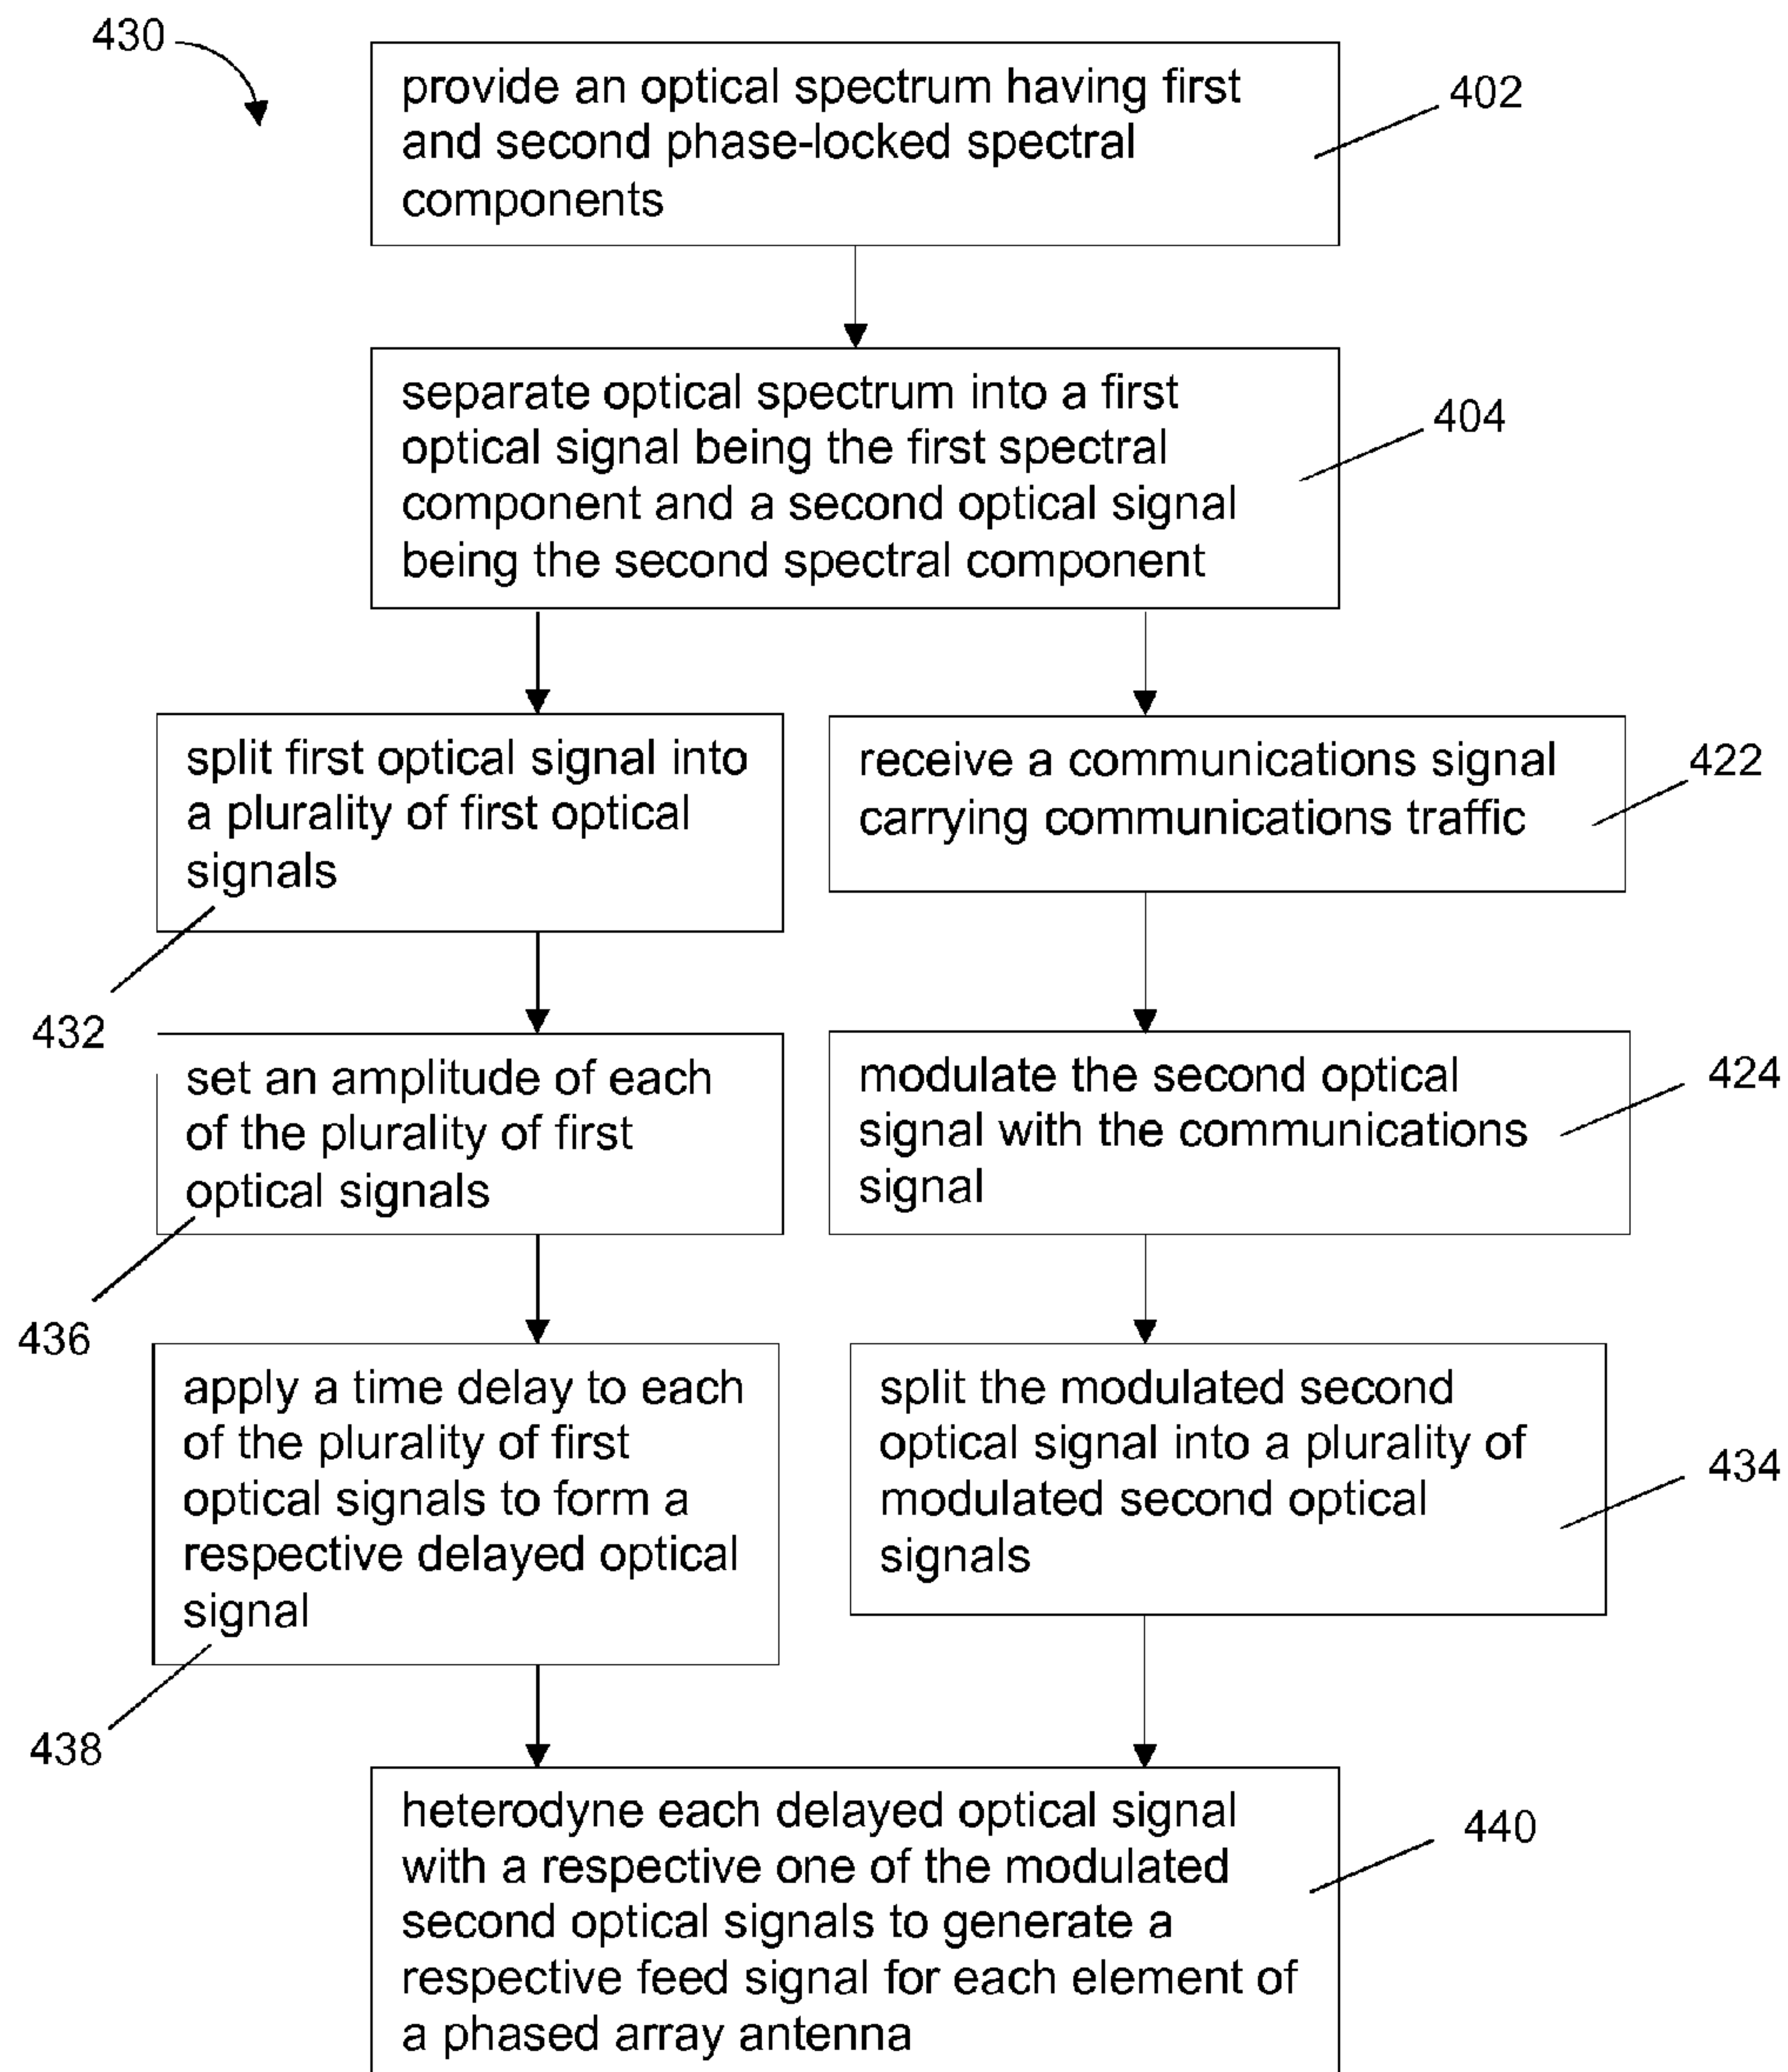 430
provide an optical spectrum having first
and second phase-locked spectral
components
402
separate optical spectrum into a first
optical signal being the first spectral
component and a second optical signal
being the second spectral component
404
split first optical signal into
a plurality of first optical
signals
432
receive a communications signal
carrying communications traffic
422
set an amplitude of each
of the plurality of first
optical signals
436
modulate the second optical
signal with the communications
signal
424
apply a time delay to each
of the plurality of first
optical signals to form a
respective delayed optical
signal
438
split the modulated second
optical signal into a plurality of
modulated second optical
signals
434
heterodyne each delayed optical signal
with a respective one of the modulated
second optical signals to generate a
respective feed signal for each element of
a phased array antenna
440